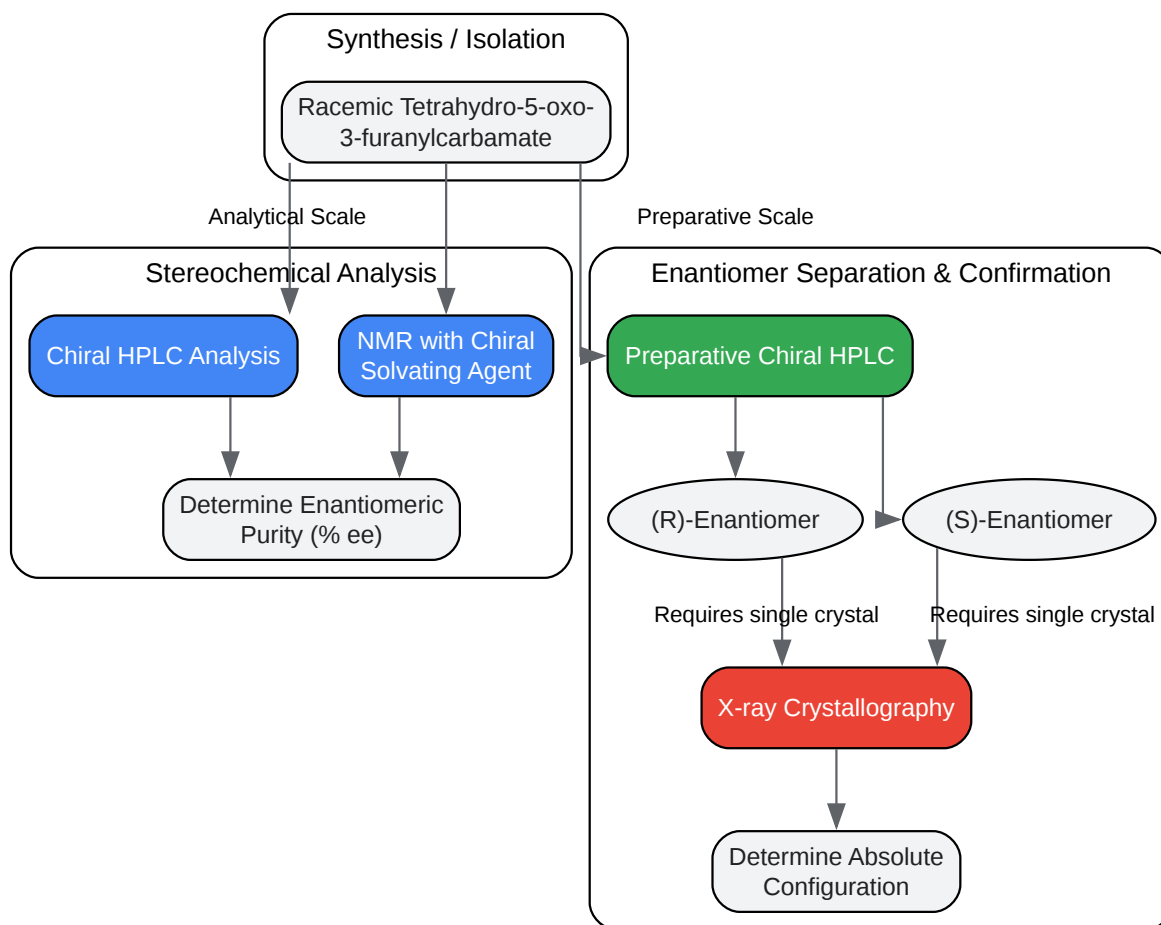 Synthesis / Isolation
Racemic Tetrahydro-5-oxo-
3-furanylcarbamate
Analytical Scale
Preparative Scale
Stereochemical Analysis
Chiral HPLC Analysis
NMR with Chiral
Solvating Agent
Determine Enantiomeric
Purity (% ee)
Enantiomer Separation & Confirmation
Preparative Chiral HPLC
(R)-Enantiomer
(S)-Enantiomer
Requires single crystal
Requires single crystal
X-ray Crystallography
Determine Absolute
Configuration